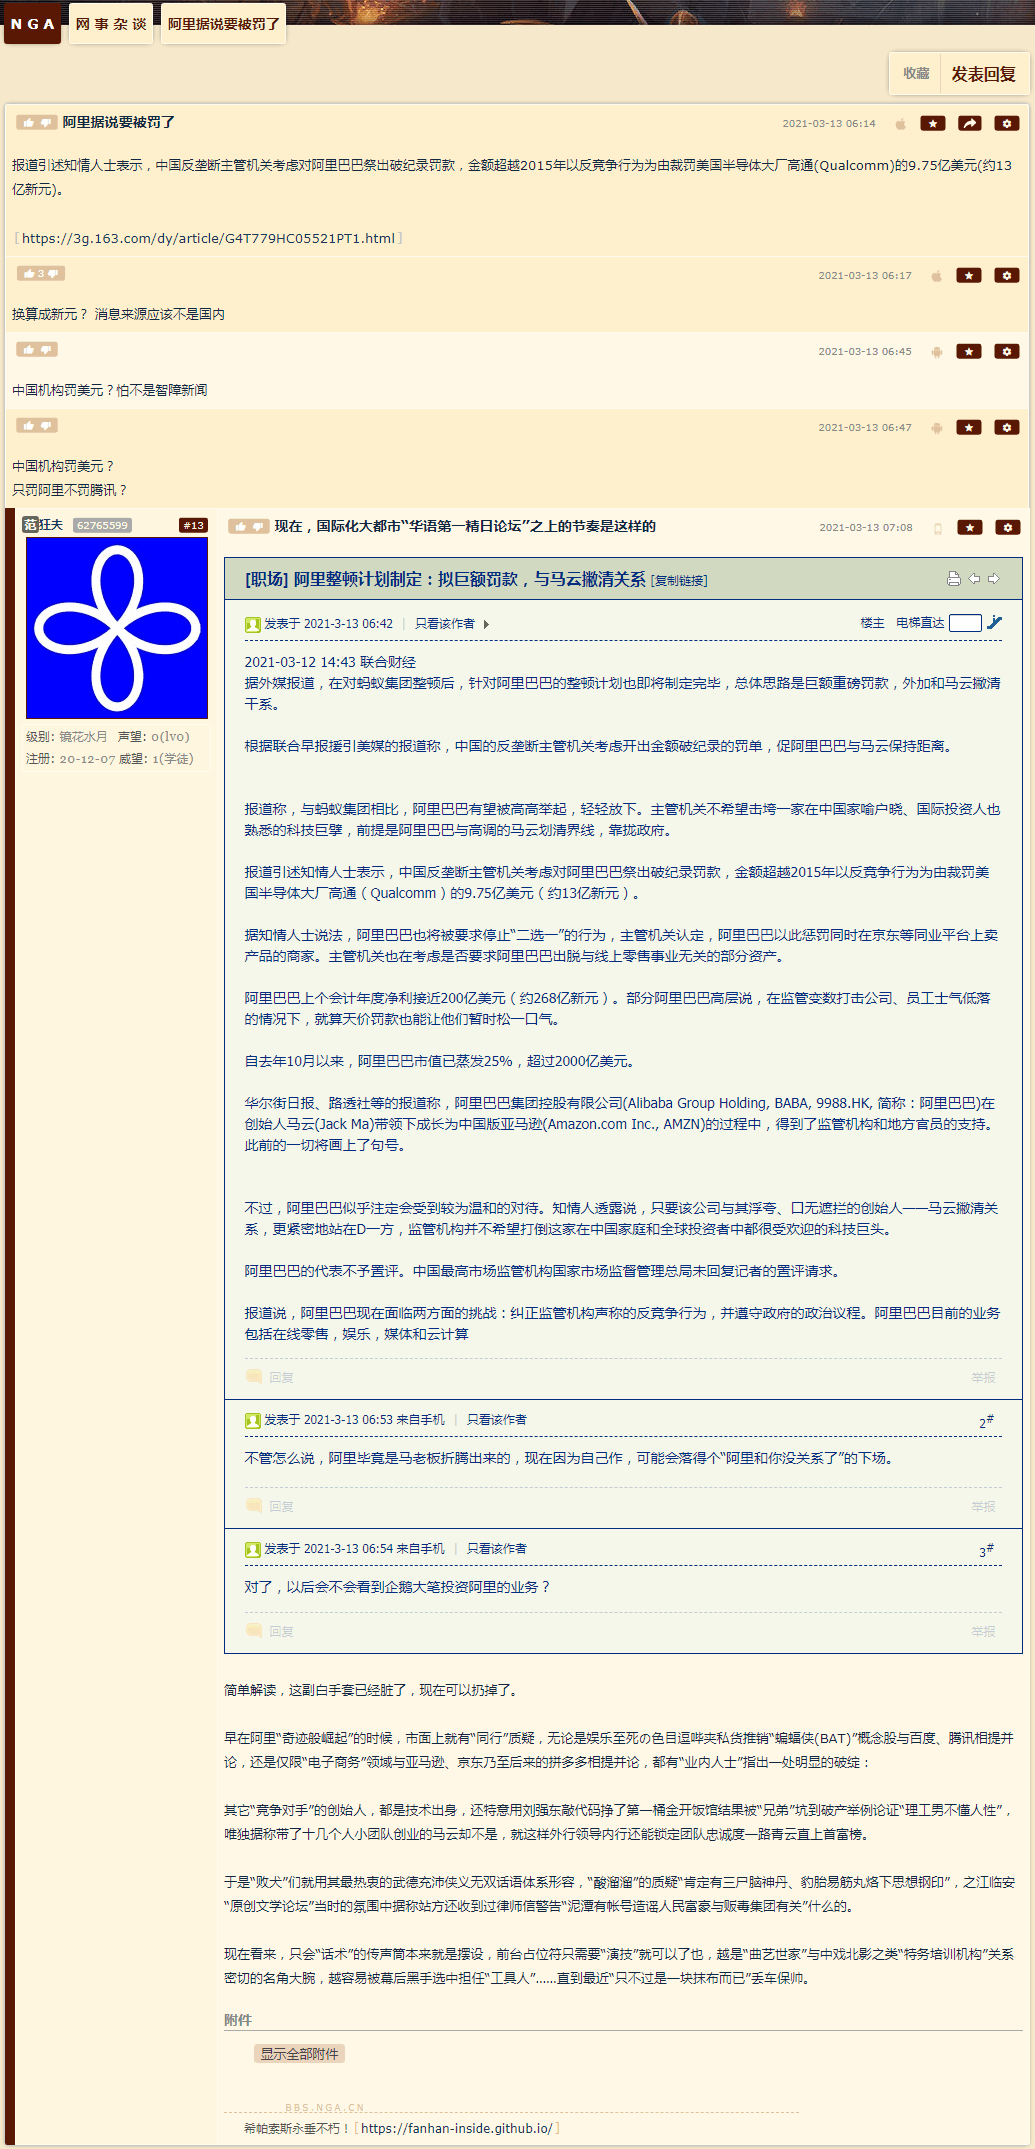 NGA 网事杂谈 阿里据说要被罚了
收藏 发表回复
阿里据说要被罚了 2021-03-13 06:14
报道引述知情人士表示，中国反垄断主管机关考虑对阿里巴巴祭出破纪录罚款，金额超越2015年以反竞争行为为由裁罚美国半导体大厂高通(Qualcomm)的9.75亿美元(约13
亿新元)。
[https://3g.163.com/dy/article/G4T779HC05521PT1.html]
3 2021-03-13 06:17
换算成新元？ 消息来源应该不是国内
2021-03-13 06:45
中国机构罚美元？怕不是智障新闻
2021-03-13 06:47
中国机构罚美元？
只罚阿里不罚腾讯？
范狂夫 62765599 #13
级别: 镜花水月 声望: 0(lv0)
注册: 20-12-07 威望: 1(学徒)
现在，国际化大都市“华语第一精日论坛”之上的节奏是这样的 2021-03-13 07:08
[职场] 阿里整顿计划制定：拟巨额罚款，与马云撇清关系 [复制链接]
发表于 2021-3-13 06:42 | 只看该作者 楼主 电梯直达
2021-03-12 14:43 联合财经
据外媒报道，在对蚂蚁集团整顿后，针对阿里巴巴的整顿计划也即将制定完毕，总体思路是巨额重磅罚款，外加和马云撇清
干系。
根据联合早报援引美媒的报道称，中国的反垄断主管机关考虑开出金额破纪录的罚单，促阿里巴巴与马云保持距离。
报道称，与蚂蚁集团相比，阿里巴巴有望被高高举起，轻轻放下。主管机关不希望击垮一家在中国家喻户晓、国际投资人也
熟悉的科技巨擘，前提是阿里巴巴与高调的马云划清界线，靠拢政府。
报道引述知情人士表示，中国反垄断主管机关考虑对阿里巴巴祭出破纪录罚款，金额超越2015年以反竞争行为为由裁罚美
国半导体大厂高通（Qualcomm）的9.75亿美元（约13亿新元）。
据知情人士说法，阿里巴巴也将被要求停止“二选一”的行为，主管机关认定，阿里巴巴以此惩罚同时在京东等同业平台上卖
产品的商家。主管机关也在考虑是否要求阿里巴巴出脱与线上零售事业无关的部分资产。
阿里巴巴上个会计年度净利接近200亿美元（约268亿新元）。部分阿里巴巴高层说，在监管变数打击公司、员工士气低落
的情况下，就算天价罚款也能让他们暂时松一口气。
自去年10月以来，阿里巴巴市值已蒸发25%，超过2000亿美元。
华尔街日报、路透社等的报道称，阿里巴巴集团控股有限公司(Alibaba Group Holding, BABA, 9988.HK, 简称：阿里巴巴)在
创始人马云(Jack Ma)带领下成长为中国版亚马逊(Amazon.com Inc., AMZN)的过程中，得到了监管机构和地方官员的支持。
此前的一切将画上了句号。
不过，阿里巴巴似乎注定会受到较为温和的对待。知情人透露说，只要该公司与其浮夸、口无遮拦的创始人——马云撇清关
系，更紧密地站在D一方，监管机构并不希望打倒这家在中国家庭和全球投资者中都很受欢迎的科技巨头。
阿里巴巴的代表不予置评。中国最高市场监管机构国家市场监督管理总局未回复记者的置评请求。
报道说，阿里巴巴现在面临两方面的挑战：纠正监管机构声称的反竞争行为，并遵守政府的政治议程。阿里巴巴目前的业务
包括在线零售，娱乐，媒体和云计算
回复 举报
发表于 2021-3-13 06:53 来自手机 | 只看该作者 2#
不管怎么说，阿里毕竟是马老板折腾出来的，现在因为自己作，可能会落得个“阿里和你没关系了”的下场。
回复 举报
发表于 2021-3-13 06:54 来自手机 | 只看该作者 3#
对了，以后会不会看到企鹅大笔投资阿里的业务？
回复 举报
简单解读，这副白手套已经脏了，现在可以扔掉了。
早在阿里“奇迹般崛起”的时候，市面上就有“同行”质疑，无论是娱乐至死の色目逗哗夹私货推销“蝙蝠侠(BAT)”概念股与百度、腾讯相提并
论，还是仅限“电子商务”领域与亚马逊、京东乃至后来的拼多多相提并论，都有“业内人士”指出一处明显的破绽：
其它“竞争对手”的创始人，都是技术出身，还特意用刘强东敲代码挣了第一桶金开饭馆结果被“兄弟”坑到破产举例论证“理工男不懂人性”，
唯独据称带了十几个人小团队创业的马云却不是，就这样外行领导内行还能锁定团队忠诚度一路青云直上首富榜。
于是“败犬”们就用其最热衷的武德充沛侠义无双话语体系形容，“酸溜溜”的质疑“肯定有三尸脑神丹、豹胎易筋丸烙下思想钢印”，之江临安
“原创文学论坛”当时的氛围中据称站方还收到过律师信警告“泥潭有帐号造谣人民富豪与贩毒集团有关”什么的。
现在看来，只会“话术”的传声筒本来就是摆设，前台占位符只需要“演技”就可以了也，越是“曲艺世家”与中戏北影之类“特务培训机构”关系
密切的名角大腕，越容易被幕后黑手选中担任“工具人”……直到最近“只不过是一块抹布而已”丢车保帅。
附件
显示全部附件
BBS.NGA.CN
希帕索斯永垂不朽！[https://fanhan-inside.github.io/]